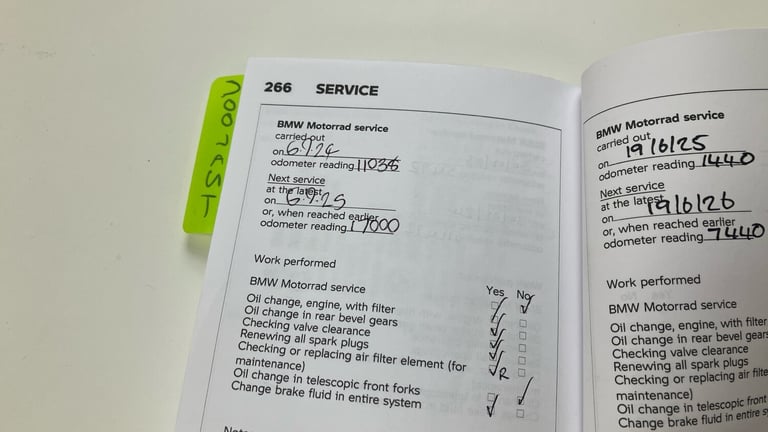 266 SERVICE
BMW Motorrad service
carried out
on 6.9.24
odometer reading 11036
Next service
at the latest
on 6.9.25
or, when reached earlier
odometer reading 17000
Work performed
Yes No
BMW Motorrad service
Oil change, engine, with filter
Oil change in rear bevel gears
Checking valve clearance
Renewing all spark plugs
Checking or replacing air filter element (for
maintenance) R
Oil change in telescopic front forks
Change brake fluid in entire system
BMW Motorrad service
carried out
on 19/6/25
odometer reading 1440
Next service
at the latest
on 19/6/26
or, when reached earlier
odometer reading 7440
Work performed
BMW Motorrad service
Oil change, engine, with filter
Oil change in rear bevel gears
Checking valve clearance
Renewing all spark plugs
Checking or replacing air filte
maintenance)
Oil change in telescopic front
Change brake fluid in entire sy